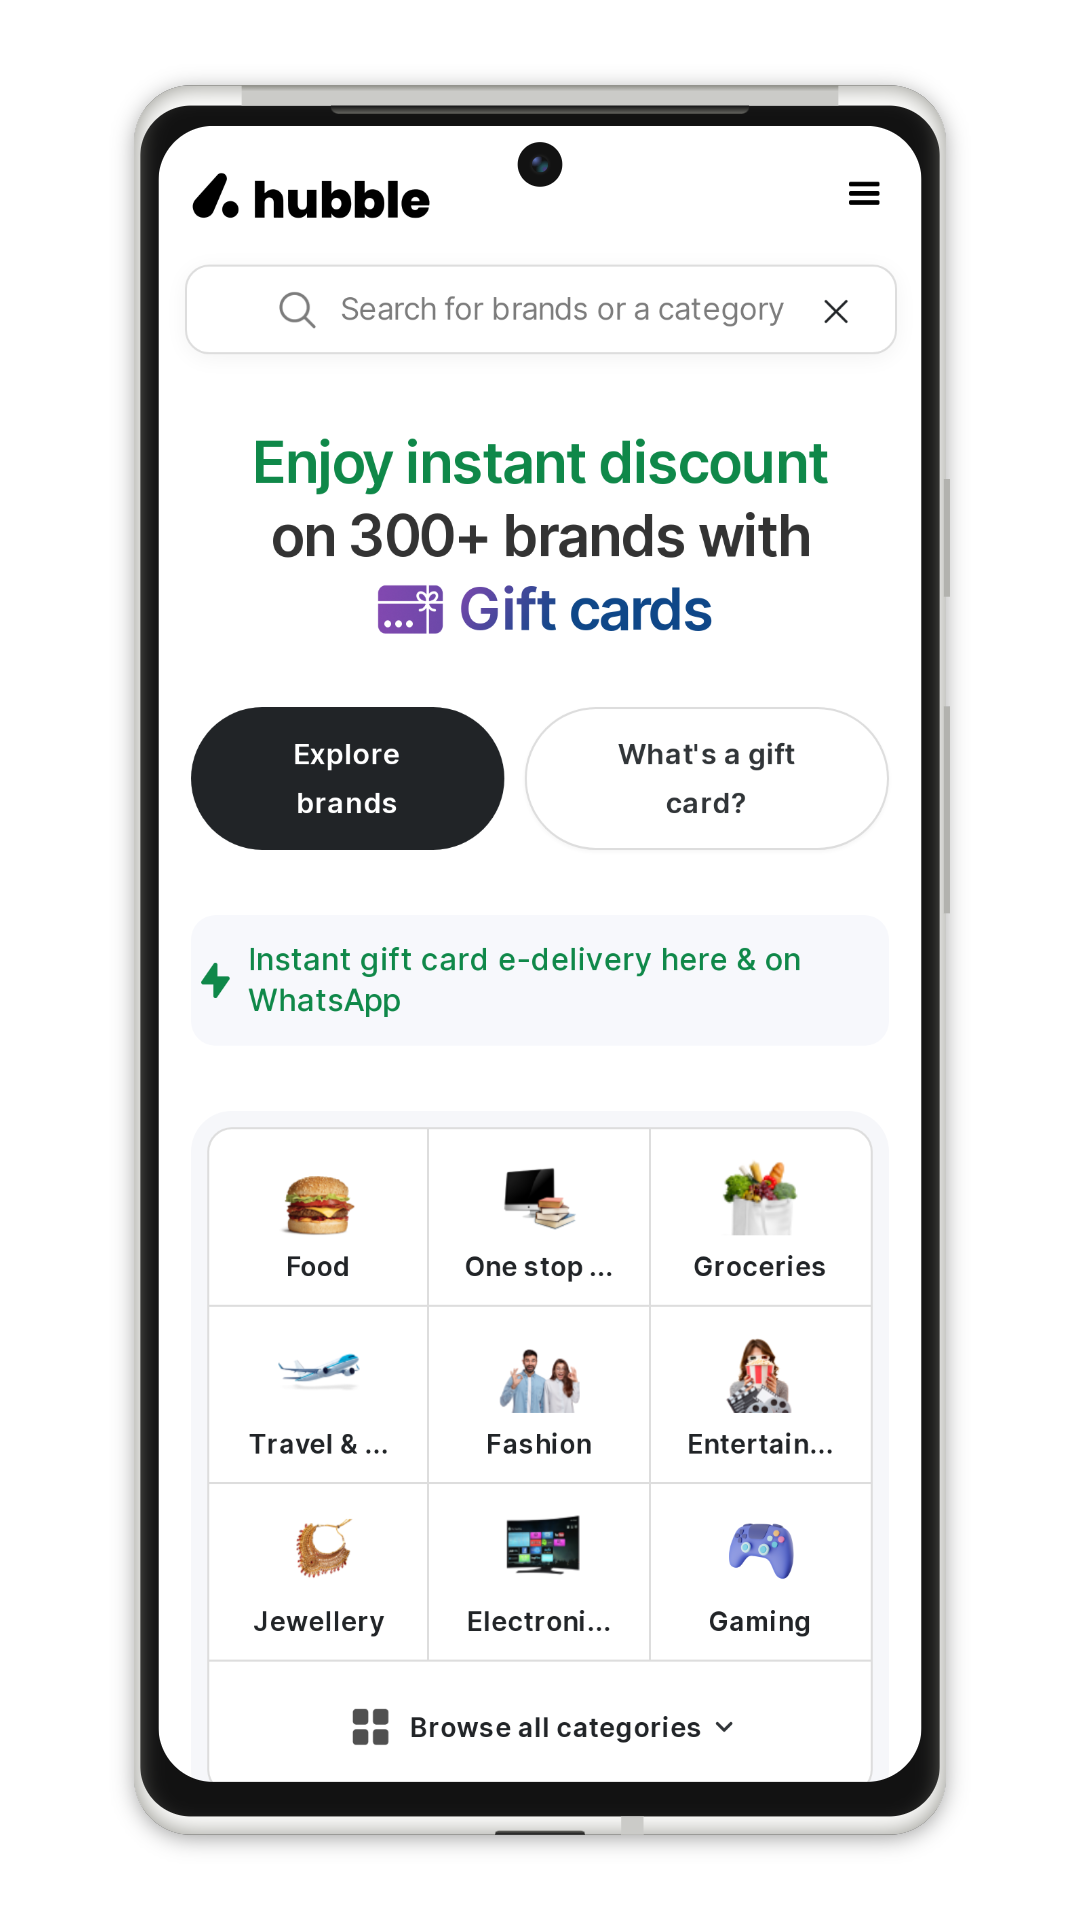 hubble
Search for brands or a category
Enjoy instant discount
on 300+ brands with
Gift cards
Explore
brands
What's a gift
card?
Instant gift card e-delivery here & on
WhatsApp
Food
One stop ...
Groceries
Travel & ...
Fashion
Entertain...
Jewellery
Electroni...
Gaming
Browse all categories